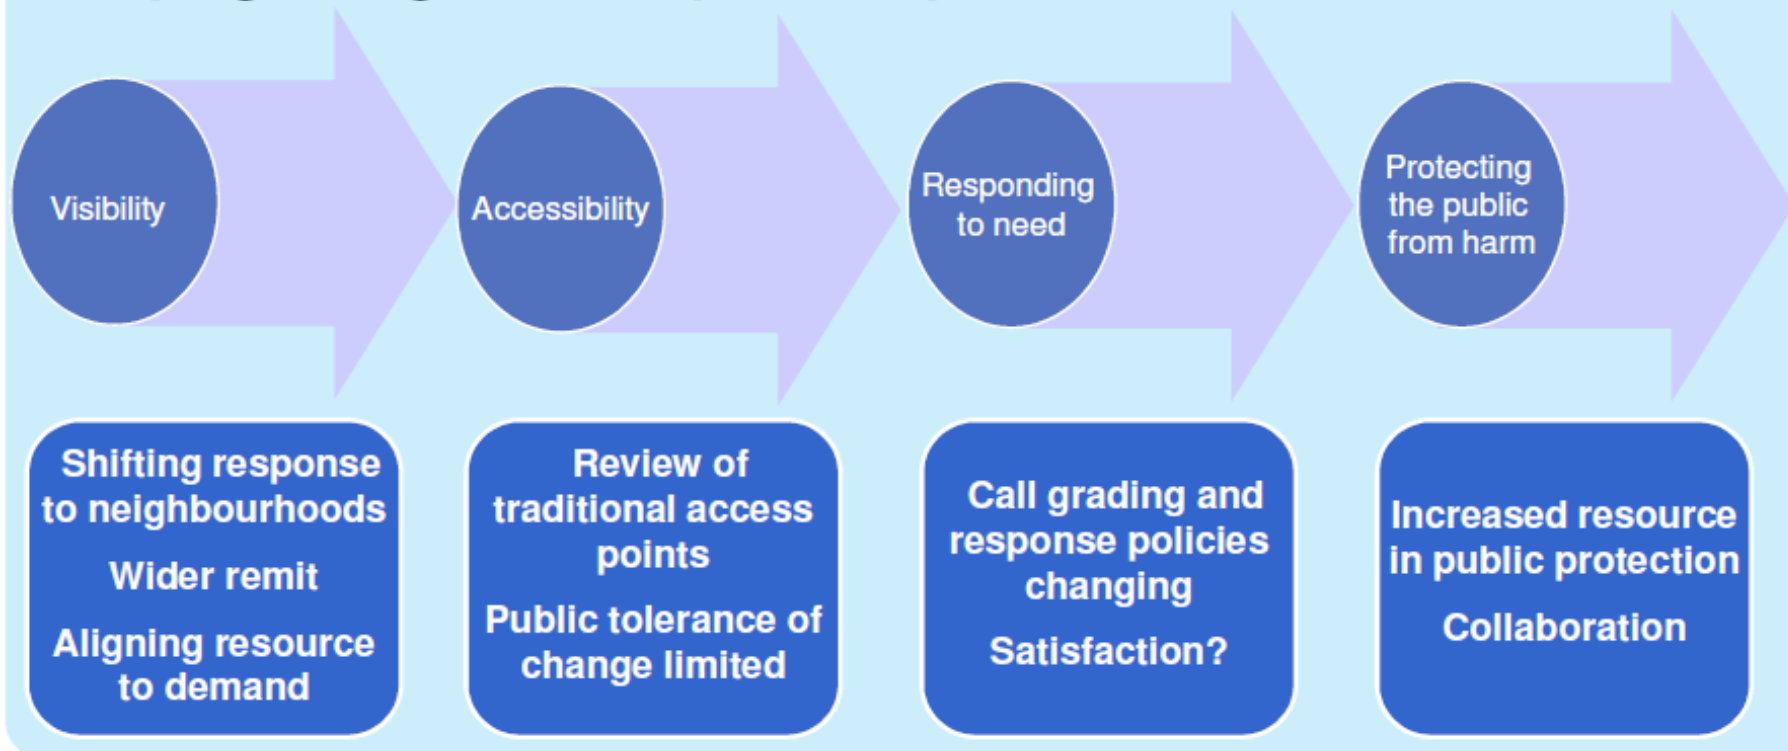 Visibility
Accessibility
Responding
to need
Protecting
the public
from harm
Shifting response
to neighbourhoods
Wider remit
Aligning resource
to demand
Review of
traditional access
points
Public tolerance of
change limited
Call grading and
response policies
changing
Satisfaction?
Increased resource
in public protection
Collaboration